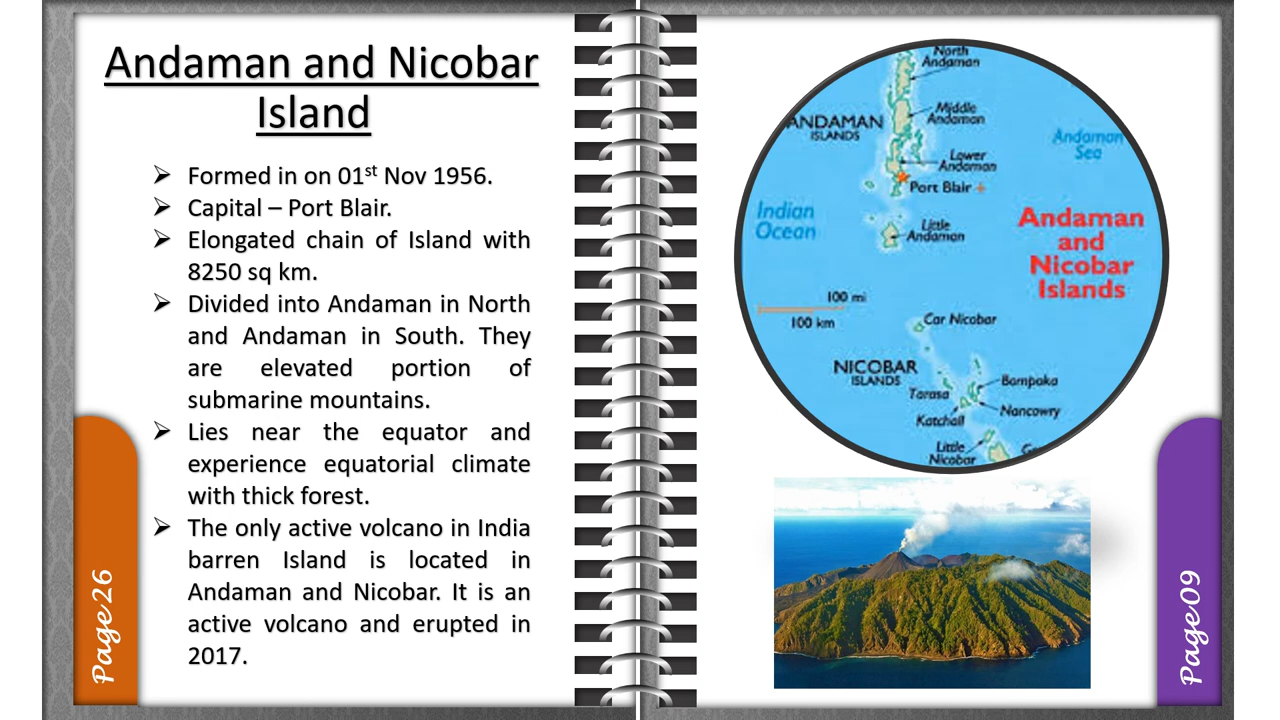 Andaman and Nicobar
Island
➢ Formed in on 01st Nov 1956.
➢ Capital – Port Blair.
➢ Elongated chain of Island with
8250 sq km.
➢ Divided into Andaman in North
and Andaman in South. They
are elevated portion of
submarine mountains.
➢ Lies near the equator and
experience equatorial climate
with thick forest.
➢ The only active volcano in India
barren Island is located in
Andaman and Nicobar. It is an
active volcano and erupted in
2017.
Page 26
North
Andaman
Middle
Andaman
ANDAMAN
ISLANDS
Andaman
Sea
Lower
Andaman
Port Blair
Indian
Ocean
Little
Andaman
Andaman
and
Nicobar
Islands
100 mi
100 km
Car Nicobar
NICOBAR
ISLANDS
Bompoka
Tarasa
Nancowry
Katchall
Little
Nicobar
Page 09